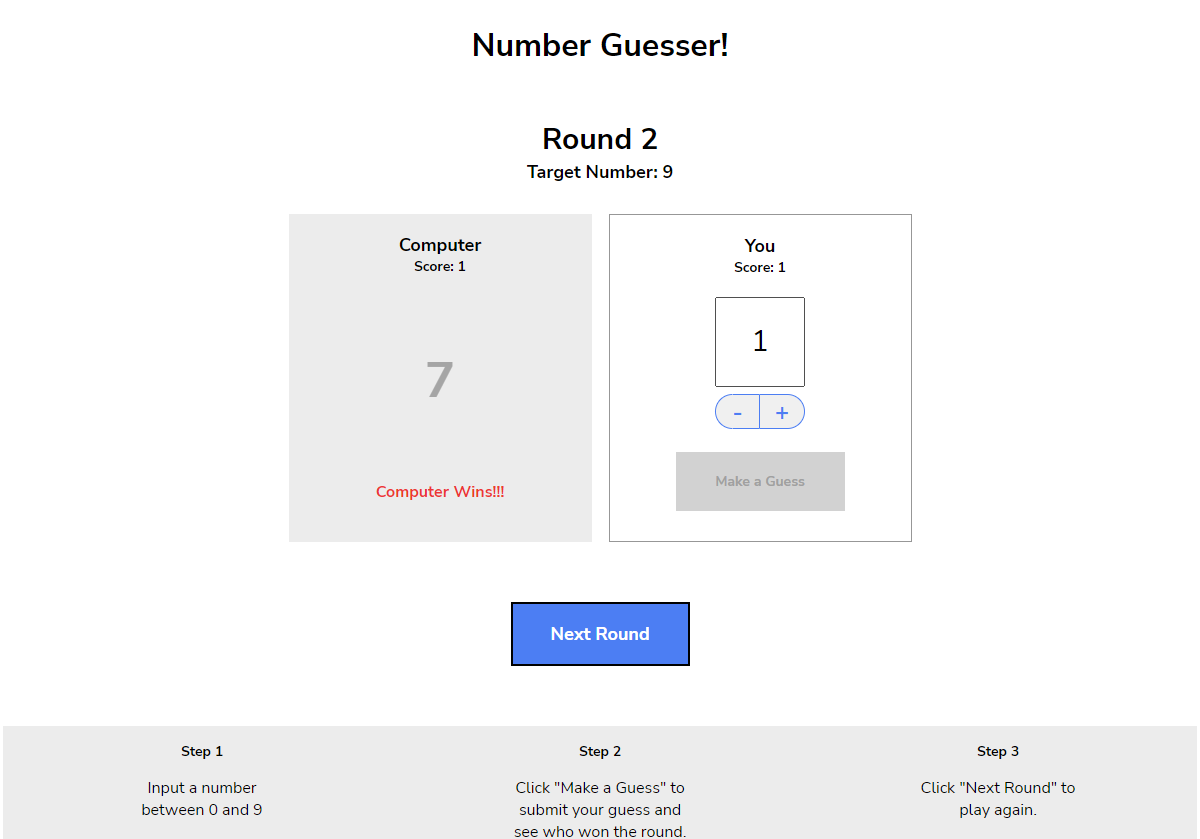 Number Guesser!
Round 2
Target Number: 9
Computer
Score: 1
7
Computer Wins!!!
You
Score: 1
1
- +
Make a Guess
Next Round
Step 1
Input a number
between 0 and 9
Step 2
Click "Make a Guess" to
submit your guess and
see who won the round.
Step 3
Click "Next Round" to
play again.